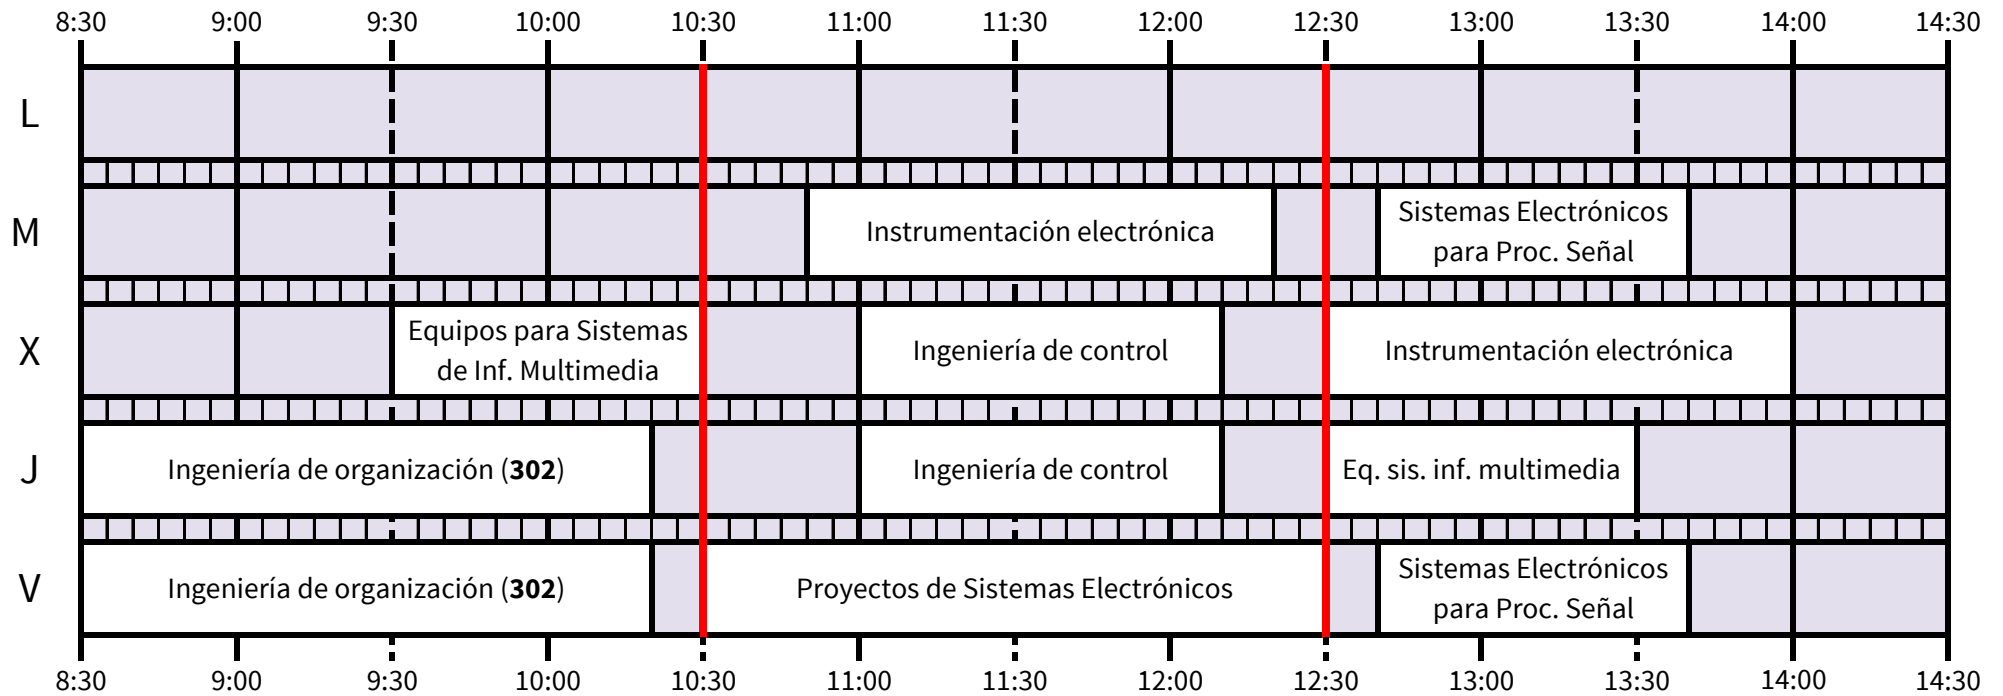 8:30 9:00 9:30 10:00 10:30 11:00 11:30 12:00 12:30 13:00 13:30 14:00 14:30
L
M
Instrumentación electrónica
Sistemas Electrónicos
para Proc. Señal
X
Equipos para Sistemas
de Inf. Multimedia
Ingeniería de control
Instrumentación electrónica
J
Ingeniería de organización (302)
Ingeniería de control
Eq. sis. inf. multimedia
V
Ingeniería de organización (302)
Proyectos de Sistemas Electrónicos
Sistemas Electrónicos
para Proc. Señal
8:30 9:00 9:30 10:00 10:30 11:00 11:30 12:00 12:30 13:00 13:30 14:00 14:30